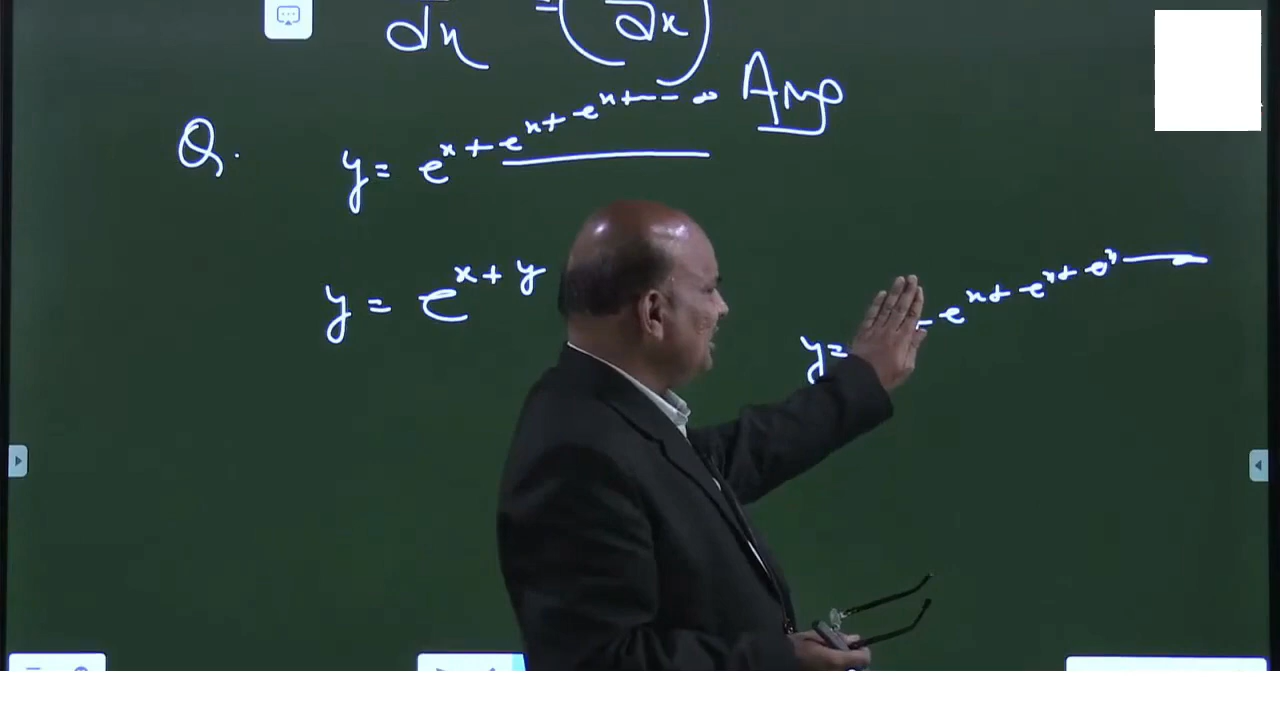 dx = (dx)
Q. y = e^{x + e^{x + e^{x + --- ∞}}} Ans
y = e^{x + y}
y = e^{x + e^{x + e^{x}}}